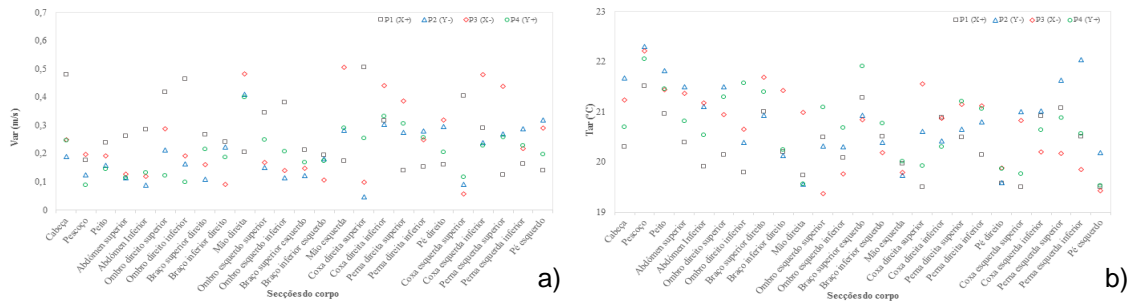 P1 (X+) P2 (Y-) P3 (X-) P4 (Y+)
Var (m/s)
0,7
0,6
0,5
0,4
0,3
0,2
0,1
0
Cabeça
Pescoço
Peito
Abdómen superior
Abdómen Inferior
Ombro direito superior
Ombro direito inferior
Braço superior direito
Braço inferior direito
Mão direita
Ombro esquerdo superior
Ombro esquerdo inferior
Braço superior esquerdo
Braço inferior esquerdo
Mão esquerda
Coxa direita superior
Coxa direita inferior
Perna direita superior
Perna direita inferior
Pé direito
Coxa esquerda superior
Coxa esquerda inferior
Perna esquerda superior
Perna esquerda inferior
Pé esquerdo
Secções do corpo
a)
P1 (X+) P2 (Y-) P3 (X-) P4 (Y+)
Tar (°C)
23
22
21
20
19
Cabeça
Pescoço
Peito
Abdómen superior
Abdómen Inferior
Ombro direito superior
Ombro direito inferior
Braço superior direito
Braço inferior direito
Mão direita
Ombro esquerdo superior
Ombro esquerdo inferior
Braço superior esquerdo
Braço inferior esquerdo
Mão esquerda
Coxa direita superior
Coxa direita inferior
Perna direita superior
Perna direita inferior
Pé direito
Coxa esquerda superior
Coxa esquerda inferior
Perna esquerda superior
Perna esquerda inferior
Pé esquerdo
Secções do corpo
b)